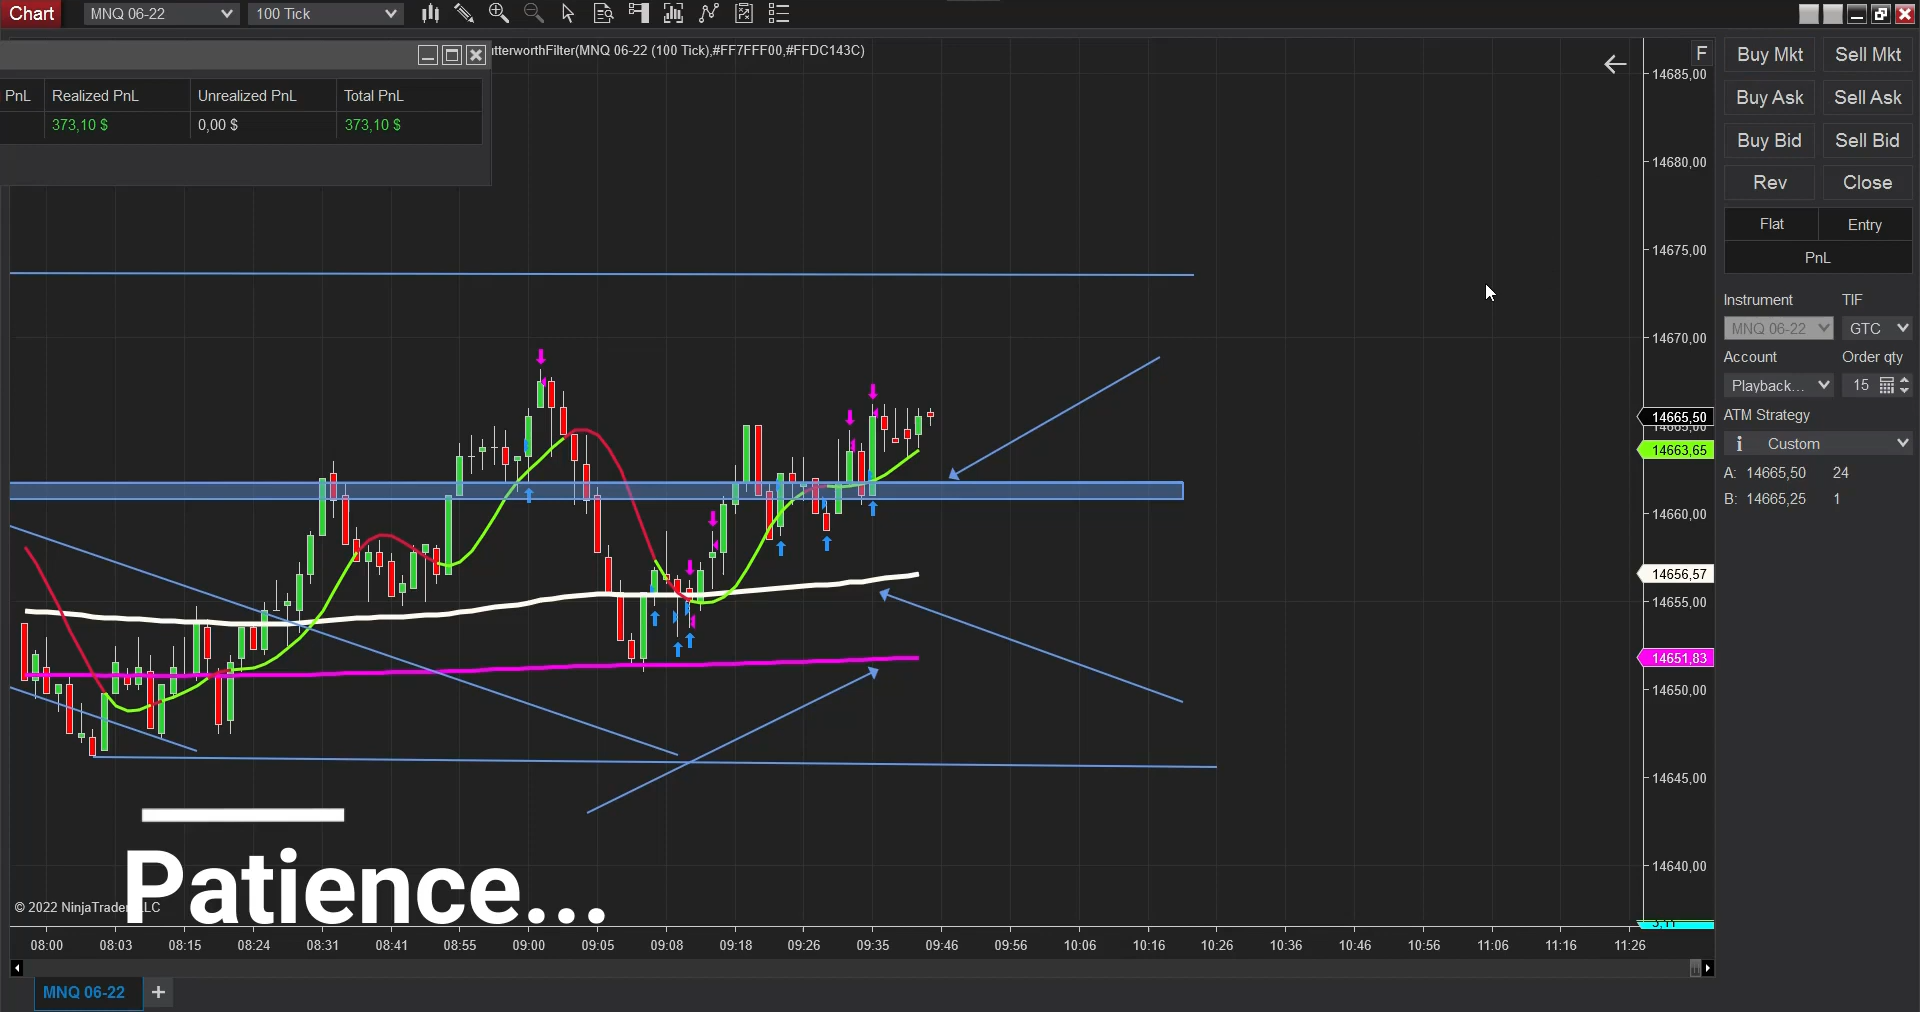 Chart MNQ 06-22 100 Tick
utterworthFilter(MNQ 06-22 (100 Tick),#FF7FFF00,#FFDC143C)
PnL Realized PnL Unrealized PnL Total PnL
373,10 $ 0,00 $ 373,10 $
F
14685,00
14680,00
14675,00
14670,00
14665,50
14663,65
14660,00
14656,57
14655,00
14651,83
14650,00
14645,00
14640,00
Buy Mkt Sell Mkt
Buy Ask Sell Ask
Buy Bid Sell Bid
Rev Close
Flat Entry
PnL
Instrument TIF
MNQ 06-22 GTC
Account Order qty
Playback... 15
ATM Strategy
Custom
A: 14665,50 24
B: 14665,25 1
Patience...
© 2022 NinjaTrader LLC
08:00 08:03 08:15 08:24 08:31 08:41 08:55 09:00 09:05 09:08 09:18 09:26 09:35 09:46 09:56 10:06 10:16 10:26 10:36 10:46 10:56 11:06 11:16 11:26
MNQ 06-22 +